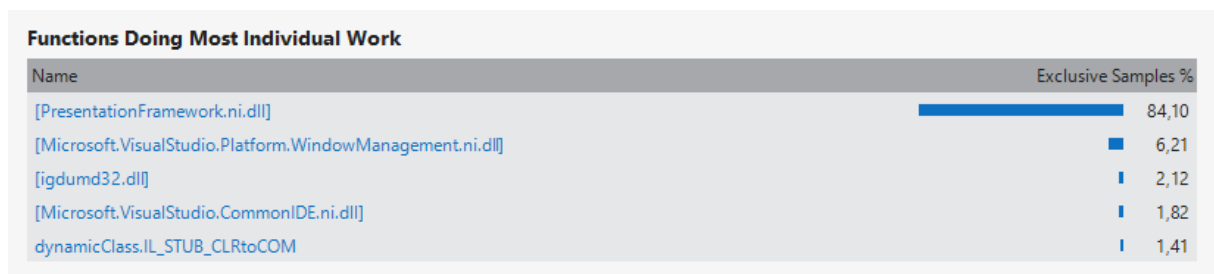 Functions Doing Most Individual Work
Name Exclusive Samples %
[PresentationFramework.ni.dll] 84,10
[Microsoft.VisualStudio.Platform.WindowManagement.ni.dll] 6,21
[igdumd32.dll] 2,12
[Microsoft.VisualStudio.CommonIDE.ni.dll] 1,82
dynamicClass.IL_STUB_CLRtoCOM 1,41